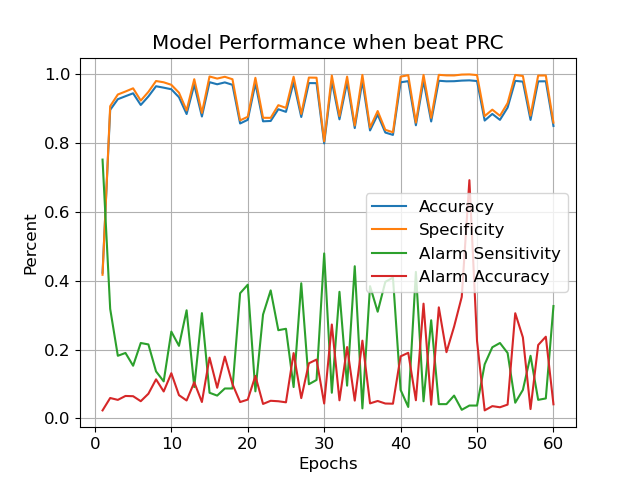 Model Performance when beat PRC
1.0
0.8
0.6
0.4
0.2
0.0
Percent
Accuracy
Specificity
Alarm Sensitivity
Alarm Accuracy
0 10 20 30 40 50 60
Epochs